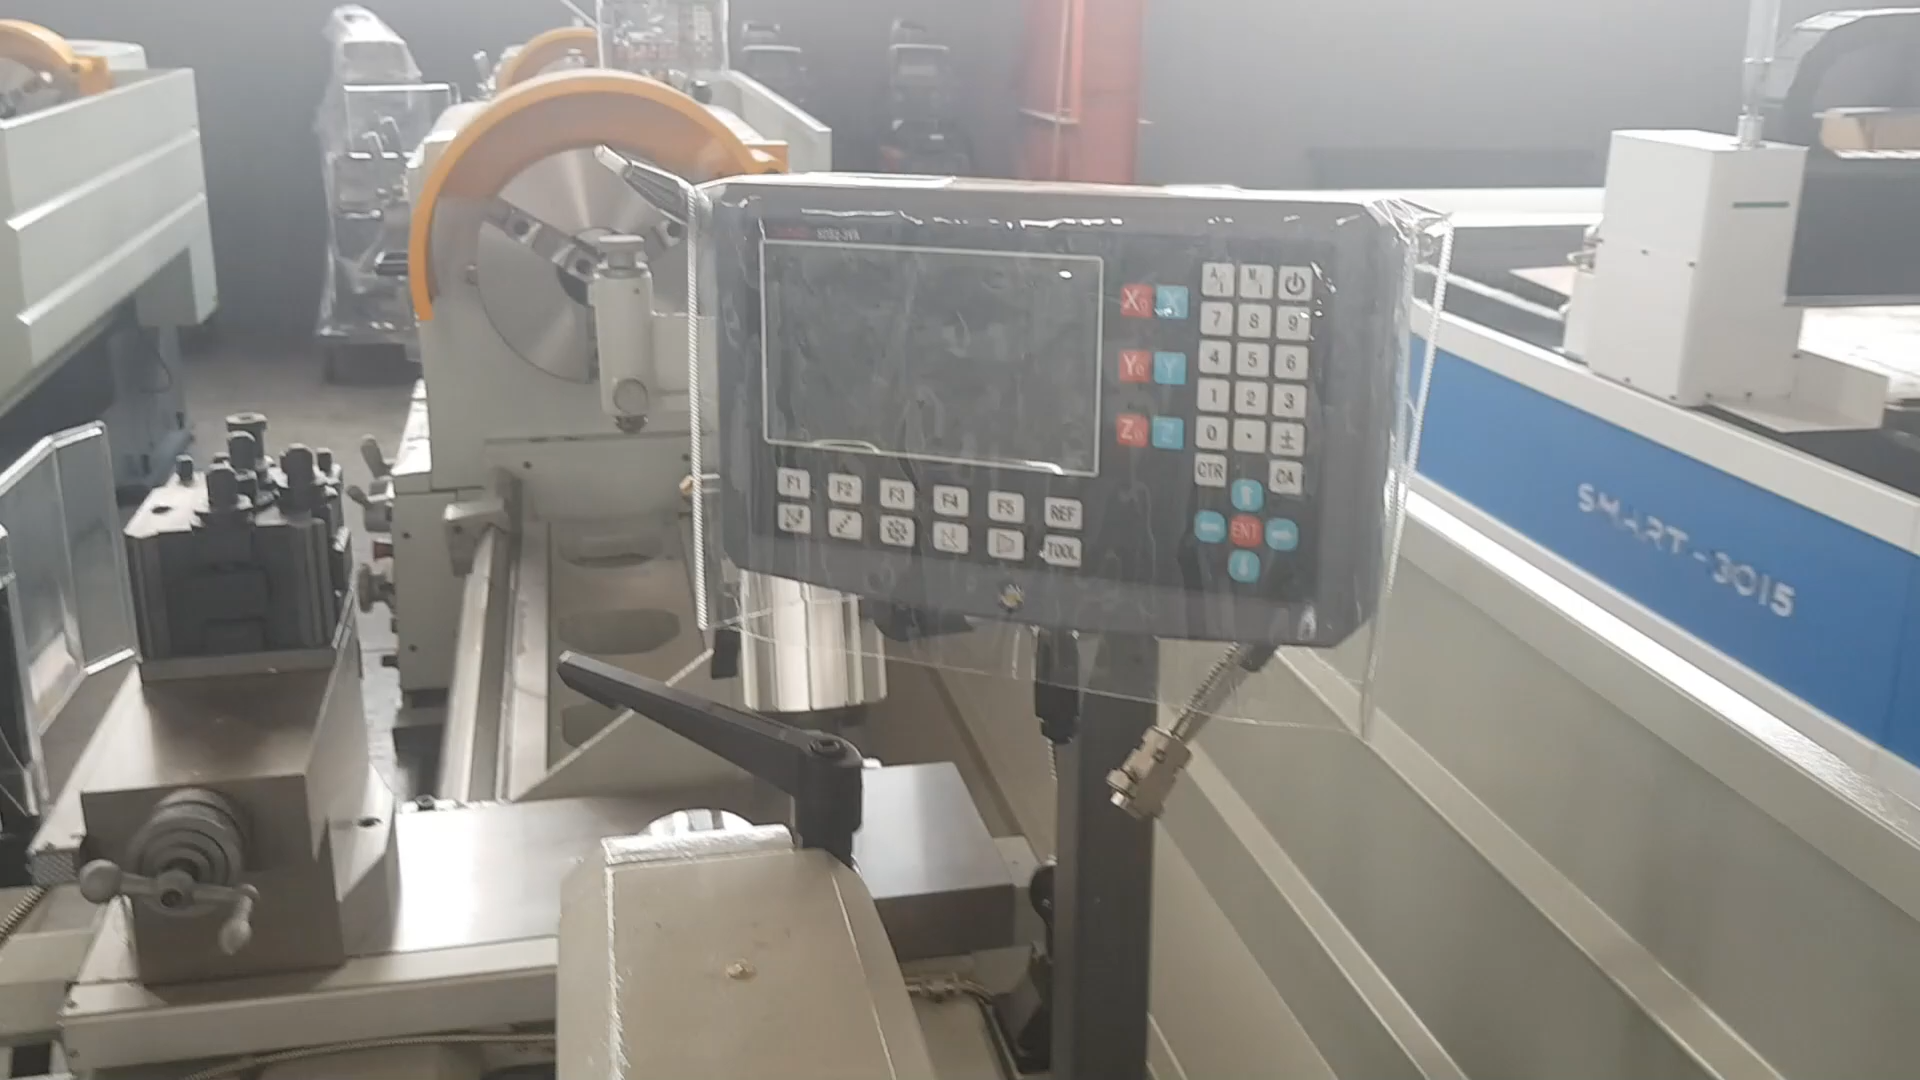 X₀ X
Y₀ Y
Z₀ Z
A/I M/I
7 8 9
4 5 6
1 2 3
0 . ±
CTR CA
ENT
F1 F2 F3 F4 F5 REF
TOOL
SMART-3015